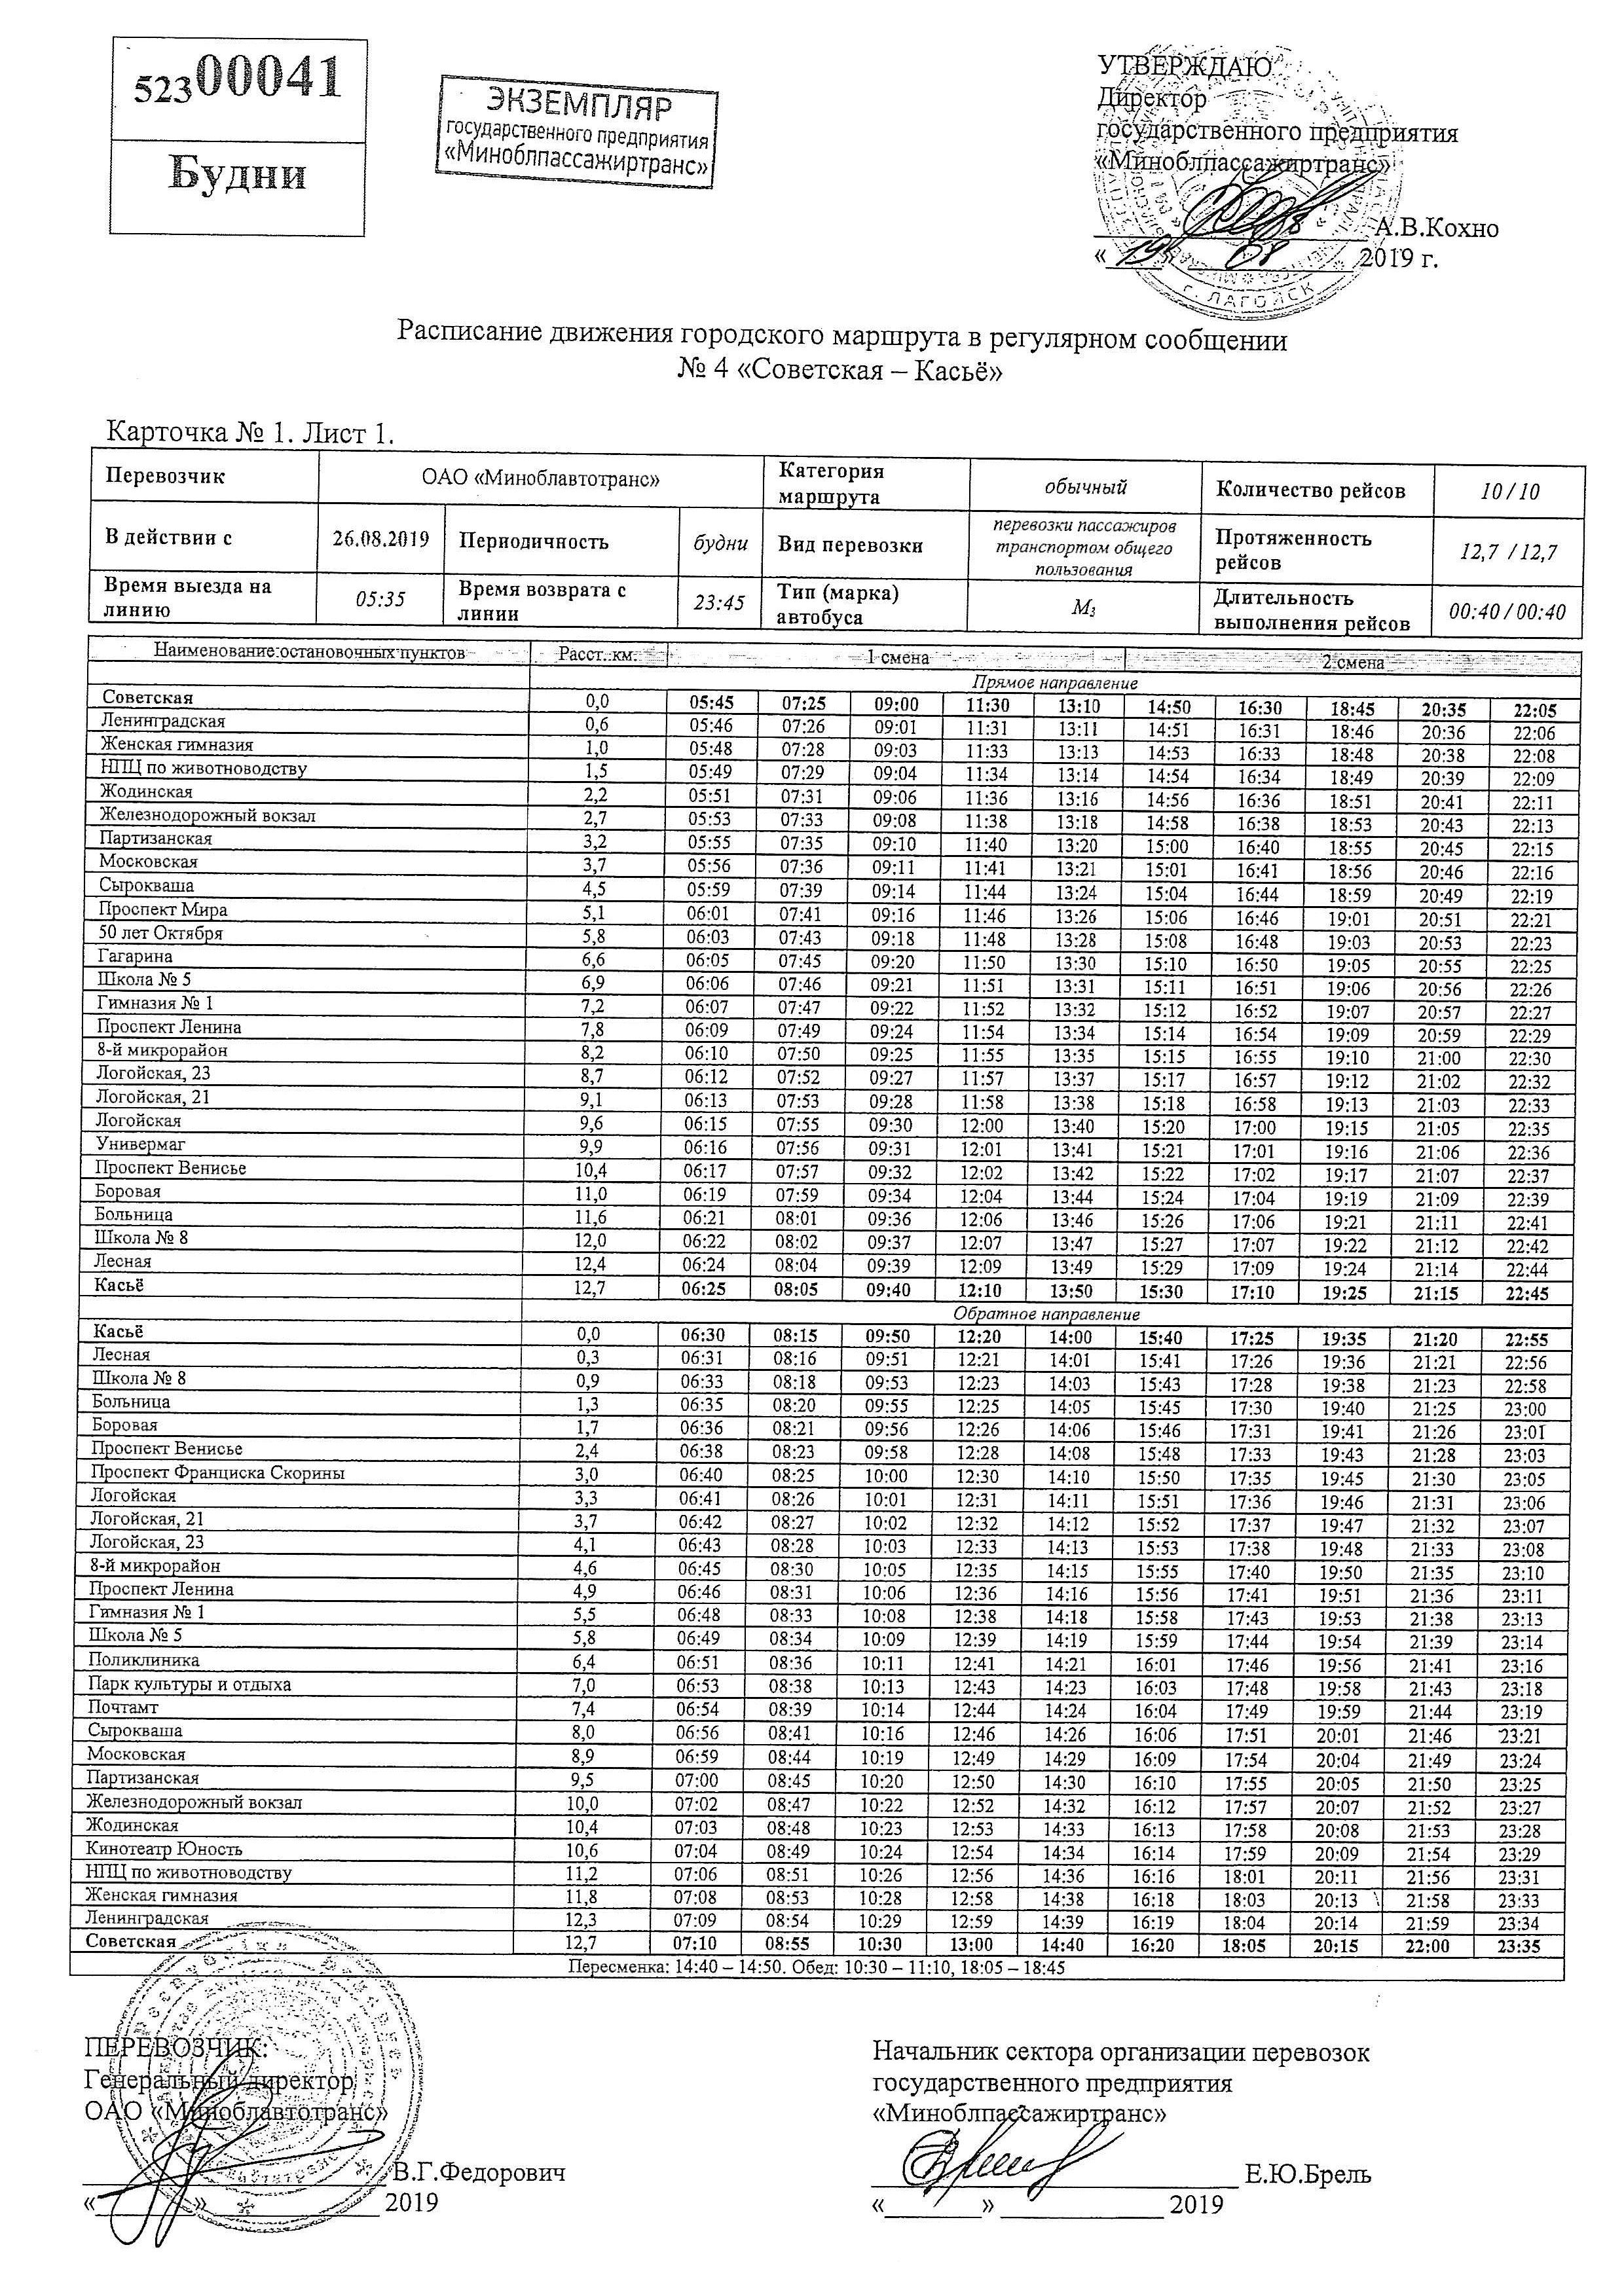 52300041
Будни
ЭКЗЕМПЛЯР
государственного предприятия
«Миноблпассажиртранс»
УТВЕРЖДАЮ
Директор
государственного предприятия
«Миноблпассажиртранс»
А.В.Кохно
« 19 » 08 2019 г.
г. ЛАГОЙСК
Расписание движения городского маршрута в регулярном сообщении
№ 4 «Советская – Касьё»
Карточка № 1. Лист 1.
Перевозчик ОАО «Миноблавтотранс» Категория маршрута обычный Количество рейсов 10 / 10
В действии с 26.08.2019 Периодичность будни Вид перевозки перевозки пассажиров транспортом общего пользования Протяженность рейсов 12,7 / 12,7
Время выезда на линию 05:35 Время возврата с линии 23:45 Тип (марка) автобуса М3 Длительность выполнения рейсов 00:40 / 00:40
Наименование остановочных пунктов Расст. км. 1 смена 2 смена
Прямое направление
Советская 0,0 05:45 07:25 09:00 11:30 13:10 14:50 16:30 18:45 20:35 22:05
Ленинградская 0,6 05:46 07:26 09:01 11:31 13:11 14:51 16:31 18:46 20:36 22:06
Женская гимназия 1,0 05:48 07:28 09:03 11:33 13:13 14:53 16:33 18:48 20:38 22:08
НПЦ по животноводству 1,5 05:49 07:29 09:04 11:34 13:14 14:54 16:34 18:49 20:39 22:09
Жодинская 2,2 05:51 07:31 09:06 11:36 13:16 14:56 16:36 18:51 20:41 22:11
Железнодорожный вокзал 2,7 05:53 07:33 09:08 11:38 13:18 14:58 16:38 18:53 20:43 22:13
Партизанская 3,2 05:55 07:35 09:10 11:40 13:20 15:00 16:40 18:55 20:45 22:15
Московская 3,7 05:56 07:36 09:11 11:41 13:21 15:01 16:41 18:56 20:46 22:16
Сырокваша 4,5 05:59 07:39 09:14 11:44 13:24 15:04 16:44 18:59 20:49 22:19
Проспект Мира 5,1 06:01 07:41 09:16 11:46 13:26 15:06 16:46 19:01 20:51 22:21
50 лет Октября 5,8 06:03 07:43 09:18 11:48 13:28 15:08 16:48 19:03 20:53 22:23
Гагарина 6,6 06:05 07:45 09:20 11:50 13:30 15:10 16:50 19:05 20:55 22:25
Школа № 5 6,9 06:06 07:46 09:21 11:51 13:31 15:11 16:51 19:06 20:56 22:26
Гимназия № 1 7,2 06:07 07:47 09:22 11:52 13:32 15:12 16:52 19:07 20:57 22:27
Проспект Ленина 7,8 06:09 07:49 09:24 11:54 13:34 15:14 16:54 19:09 20:59 22:29
8-й микрорайон 8,2 06:10 07:50 09:25 11:55 13:35 15:15 16:55 19:10 21:00 22:30
Логойская, 23 8,7 06:12 07:52 09:27 11:57 13:37 15:17 16:57 19:12 21:02 22:32
Логойская, 21 9,1 06:13 07:53 09:28 11:58 13:38 15:18 16:58 19:13 21:03 22:33
Логойская 9,6 06:15 07:55 09:30 12:00 13:40 15:20 17:00 19:15 21:05 22:35
Универмаг 9,9 06:16 07:56 09:31 12:01 13:41 15:21 17:01 19:16 21:06 22:36
Проспект Венисье 10,4 06:17 07:57 09:32 12:02 13:42 15:22 17:02 19:17 21:07 22:37
Боровая 11,0 06:19 07:59 09:34 12:04 13:44 15:24 17:04 19:19 21:09 22:39
Больница 11,6 06:21 08:01 09:36 12:06 13:46 15:26 17:06 19:21 21:11 22:41
Школа № 8 12,0 06:22 08:02 09:37 12:07 13:47 15:27 17:07 19:22 21:12 22:42
Лесная 12,4 06:24 08:04 09:39 12:09 13:49 15:29 17:09 19:24 21:14 22:44
Касьё 12,7 06:25 08:05 09:40 12:10 13:50 15:30 17:10 19:25 21:15 22:45
Обратное направление
Касьё 0,0 06:30 08:15 09:50 12:20 14:00 15:40 17:25 19:35 21:20 22:55
Лесная 0,3 06:31 08:16 09:51 12:21 14:01 15:41 17:26 19:36 21:21 22:56
Школа № 8 0,9 06:33 08:18 09:53 12:23 14:03 15:43 17:28 19:38 21:23 22:58
Больница 1,3 06:35 08:20 09:55 12:25 14:05 15:45 17:30 19:40 21:25 23:00
Боровая 1,7 06:36 08:21 09:56 12:26 14:06 15:46 17:31 19:41 21:26 23:01
Проспект Венисье 2,4 06:38 08:23 09:58 12:28 14:08 15:48 17:33 19:43 21:28 23:03
Проспект Франциска Скорины 3,0 06:40 08:25 10:00 12:30 14:10 15:50 17:35 19:45 21:30 23:05
Логойская 3,3 06:41 08:26 10:01 12:31 14:11 15:51 17:36 19:46 21:31 23:06
Логойская, 21 3,7 06:42 08:27 10:02 12:32 14:12 15:52 17:37 19:47 21:32 23:07
Логойская, 23 4,1 06:43 08:28 10:03 12:33 14:13 15:53 17:38 19:48 21:33 23:08
8-й микрорайон 4,6 06:45 08:30 10:05 12:35 14:15 15:55 17:40 19:50 21:35 23:10
Проспект Ленина 4,9 06:46 08:31 10:06 12:36 14:16 15:56 17:41 19:51 21:36 23:11
Гимназия № 1 5,5 06:48 08:33 10:08 12:38 14:18 15:58 17:43 19:53 21:38 23:13
Школа № 5 5,8 06:49 08:34 10:09 12:39 14:19 15:59 17:44 19:54 21:39 23:14
Поликлиника 6,4 06:51 08:36 10:11 12:41 14:21 16:01 17:46 19:56 21:41 23:16
Парк культуры и отдыха 7,0 06:53 08:38 10:13 12:43 14:23 16:03 17:48 19:58 21:43 23:18
Почтамт 7,4 06:54 08:39 10:14 12:44 14:24 16:04 17:49 19:59 21:44 23:19
Сырокваша 8,0 06:56 08:41 10:16 12:46 14:26 16:06 17:51 20:01 21:46 23:21
Московская 8,9 06:59 08:44 10:19 12:49 14:29 16:09 17:54 20:04 21:49 23:24
Партизанская 9,5 07:00 08:45 10:20 12:50 14:30 16:10 17:55 20:05 21:50 23:25
Железнодорожный вокзал 10,0 07:02 08:47 10:22 12:52 14:32 16:12 17:57 20:07 21:52 23:27
Жодинская 10,4 07:03 08:48 10:23 12:53 14:33 16:13 17:58 20:08 21:53 23:28
Кинотеатр Юность 10,6 07:04 08:49 10:24 12:54 14:34 16:14 17:59 20:09 21:54 23:29
НПЦ по животноводству 11,2 07:06 08:51 10:26 12:56 14:36 16:16 18:01 20:11 21:56 23:31
Женская гимназия 11,8 07:08 08:53 10:28 12:58 14:38 16:18 18:03 20:13 21:58 23:33
Ленинградская 12,3 07:09 08:54 10:29 12:59 14:39 16:19 18:04 20:14 21:59 23:34
Советская 12,7 07:10 08:55 10:30 13:00 14:40 16:20 18:05 20:15 22:00 23:35
Пересменка: 14:40 – 14:50. Обед: 10:30 – 11:10, 18:05 – 18:45
ПЕРЕВОЗЧИК:
Генеральный директор
ОАО «Миноблавтотранс»
В.Г.Федорович
«___» ___ 2019
Начальник сектора организации перевозок
государственного предприятия
«Миноблпассажиртранс»
Е.Ю.Брель
«___» ___ 2019